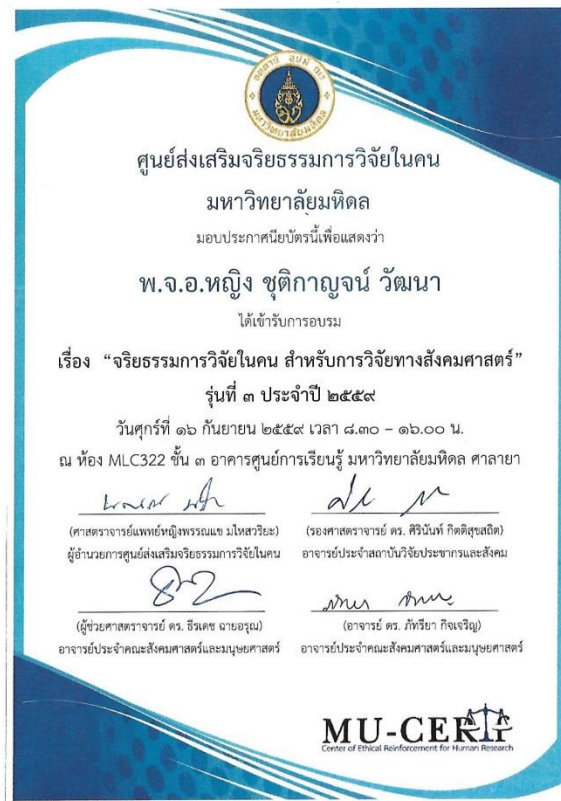 อตฺตานํ อุปมํ กเร
มหาวิทยาลัยมหิดล
ศูนย์ส่งเสริมจริยธรรมการวิจัยในคน
มหาวิทยาลัยมหิดล
มอบประกาศนียบัตรนี้เพื่อแสดงว่า
พ.จ.อ.หญิง ชุติกาญจน์ วัฒนา
ได้เข้ารับการอบรม
เรื่อง “จริยธรรมการวิจัยในคน สำหรับการวิจัยทางสังคมศาสตร์”
รุ่นที่ ๓ ประจำปี ๒๕๕๙
วันศุกร์ที่ ๑๖ กันยายน ๒๕๕๙ เวลา ๘.๓๐ – ๑๖.๐๐ น.
ณ ห้อง MLC322 ชั้น ๓ อาคารศูนย์การเรียนรู้ มหาวิทยาลัยมหิดล ศาลายา
(ศาสตราจารย์แพทย์หญิงพรรณแข มไหสวริยะ) (รองศาสตราจารย์ ดร. ศิรินันท์ กิตติสุขสถิต)
ผู้อำนวยการศูนย์ส่งเสริมจริยธรรมการวิจัยในคน อาจารย์ประจำสถาบันวิจัยประชากรและสังคม
(ผู้ช่วยศาสตราจารย์ ดร. ธีรเดช ฉายอรุณ) (อาจารย์ ดร. ภัทรียา กิจเจริญ)
อาจารย์ประจำคณะสังคมศาสตร์และมนุษยศาสตร์ อาจารย์ประจำคณะสังคมศาสตร์และมนุษยศาสตร์
MU-CERIF
Center of Ethical Reinforcement for Human Research